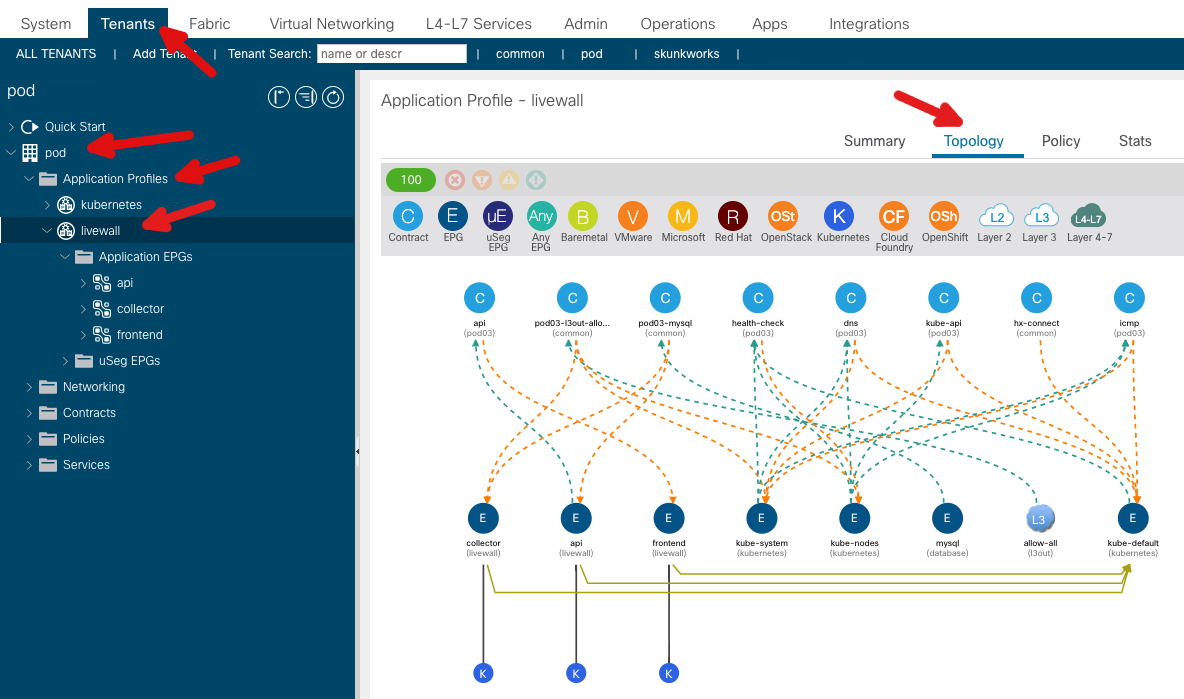 System Tenants Fabric Virtual Networking L4-L7 Services Admin Operations Apps Integrations
ALL TENANTS | Add Tenant | Tenant Search: name or descr | common | pod | skunkworks |
pod
Quick Start
pod
Application Profiles
kubernetes
livewall
Application EPGs
api
collector
frontend
uSeg EPGs
Networking
Contracts
Policies
Services
Application Profile - livewall
Summary Topology Policy Stats
100
C E uE Any B V M R OSt K CF OSh L2 L3 L4-L7
Contract EPG uSeg EPG Any EPG Baremetal VMware Microsoft Red Hat OpenStack Kubernetes Cloud Foundry OpenShift Layer 2 Layer 3 Layer 4-7
C C C C C C C C
api pod03-l3out-allo... pod03-mysql health-check dns kube-api hx-connect icmp
(pod03) (common) (common) (pod03) (pod03) (pod03) (common) (pod03)
E E E E E E L3 E
collector api frontend kube-system kube-nodes mysql allow-all kube-default
(livewall) (livewall) (livewall) (kubernetes) (kubernetes) (database) (l3out) (kubernetes)
K K K